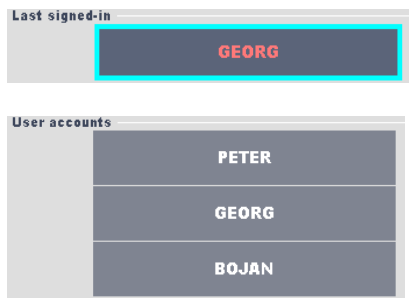 Last signed-in
GEORG
User accounts
PETER
GEORG
BOJAN